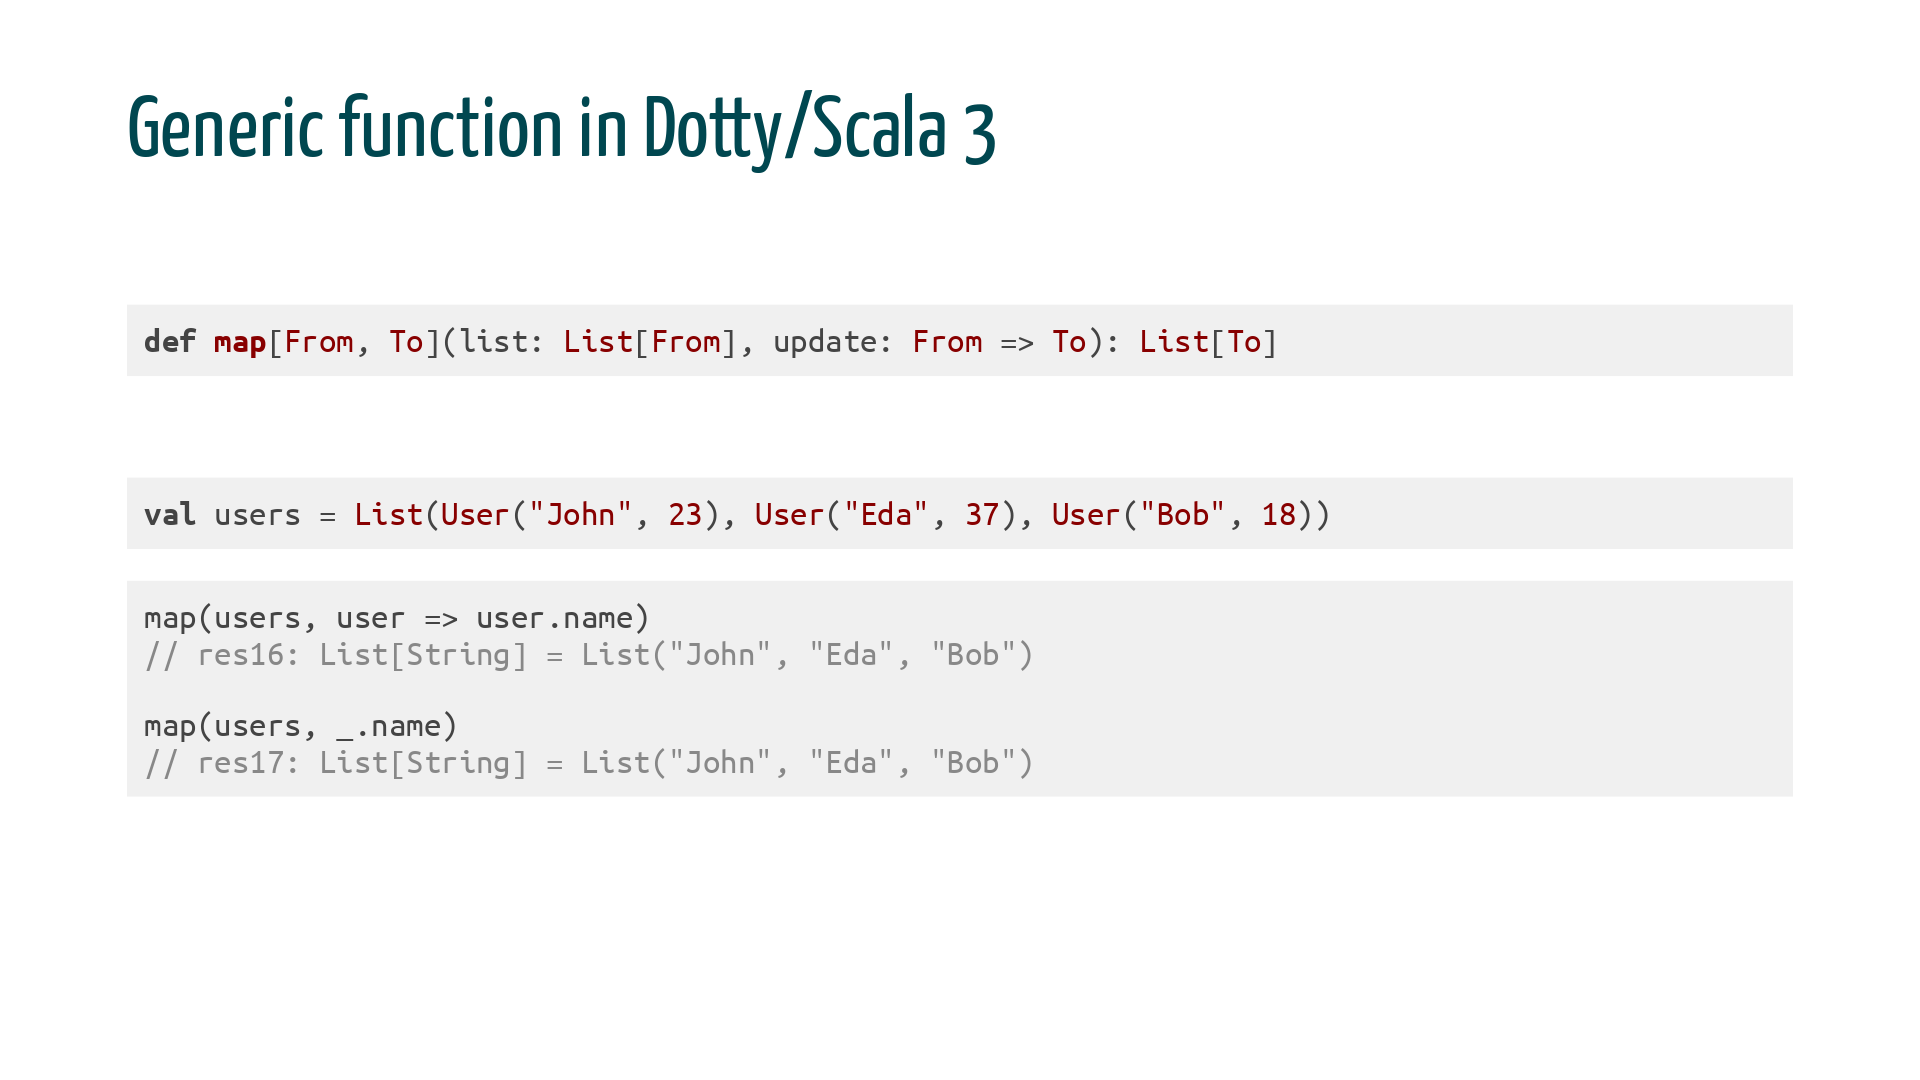 Generic function in Dotty/Scala 3
def map[From, To](list: List[From], update: From => To): List[To]
val users = List(User("John", 23), User("Eda", 37), User("Bob", 18))
map(users, user => user.name)
// res16: List[String] = List("John", "Eda", "Bob")
map(users, _.name)
// res17: List[String] = List("John", "Eda", "Bob")